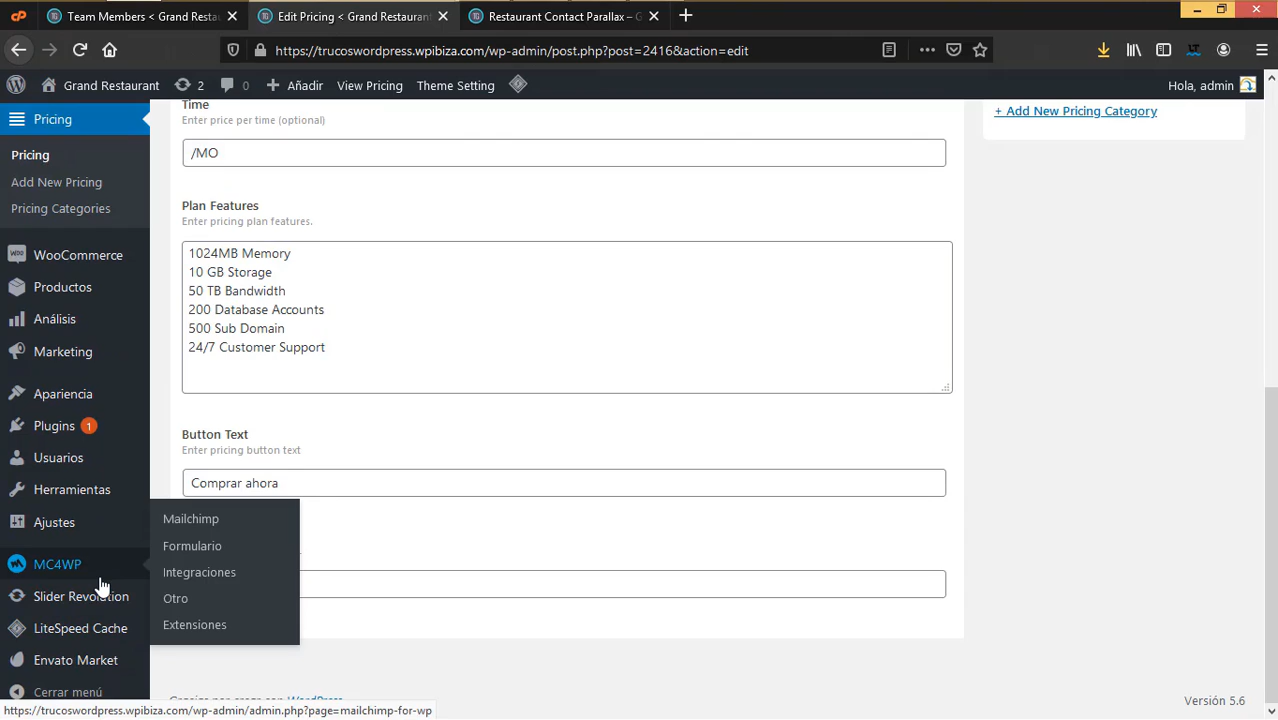 Team Members < Grand Restau
Edit Pricing < Grand Restaurant
Restaurant Contact Parallax – G
https://trucoswordpress.wpibiza.com/wp-admin/post.php?post=2416&action=edit
Grand Restaurant
2
0
Añadir
View Pricing
Theme Setting
Hola, admin
Pricing
Pricing
Add New Pricing
Pricing Categories
WooCommerce
Productos
Análisis
Marketing
Apariencia
Plugins 1
Usuarios
Herramientas
Ajustes
MC4WP
Slider Revolution
LiteSpeed Cache
Envato Market
Cerrar menú
Mailchimp
Formulario
Integraciones
Otro
Extensiones
Time
Enter price per time (optional)
/MO
Plan Features
Enter pricing plan features.
1024MB Memory
10 GB Storage
50 TB Bandwidth
200 Database Accounts
500 Sub Domain
24/7 Customer Support
Button Text
Enter pricing button text
Comprar ahora
+ Add New Pricing Category
Versión 5.6
https://trucoswordpress.wpibiza.com/wp-admin/admin.php?page=mailchimp-for-wp